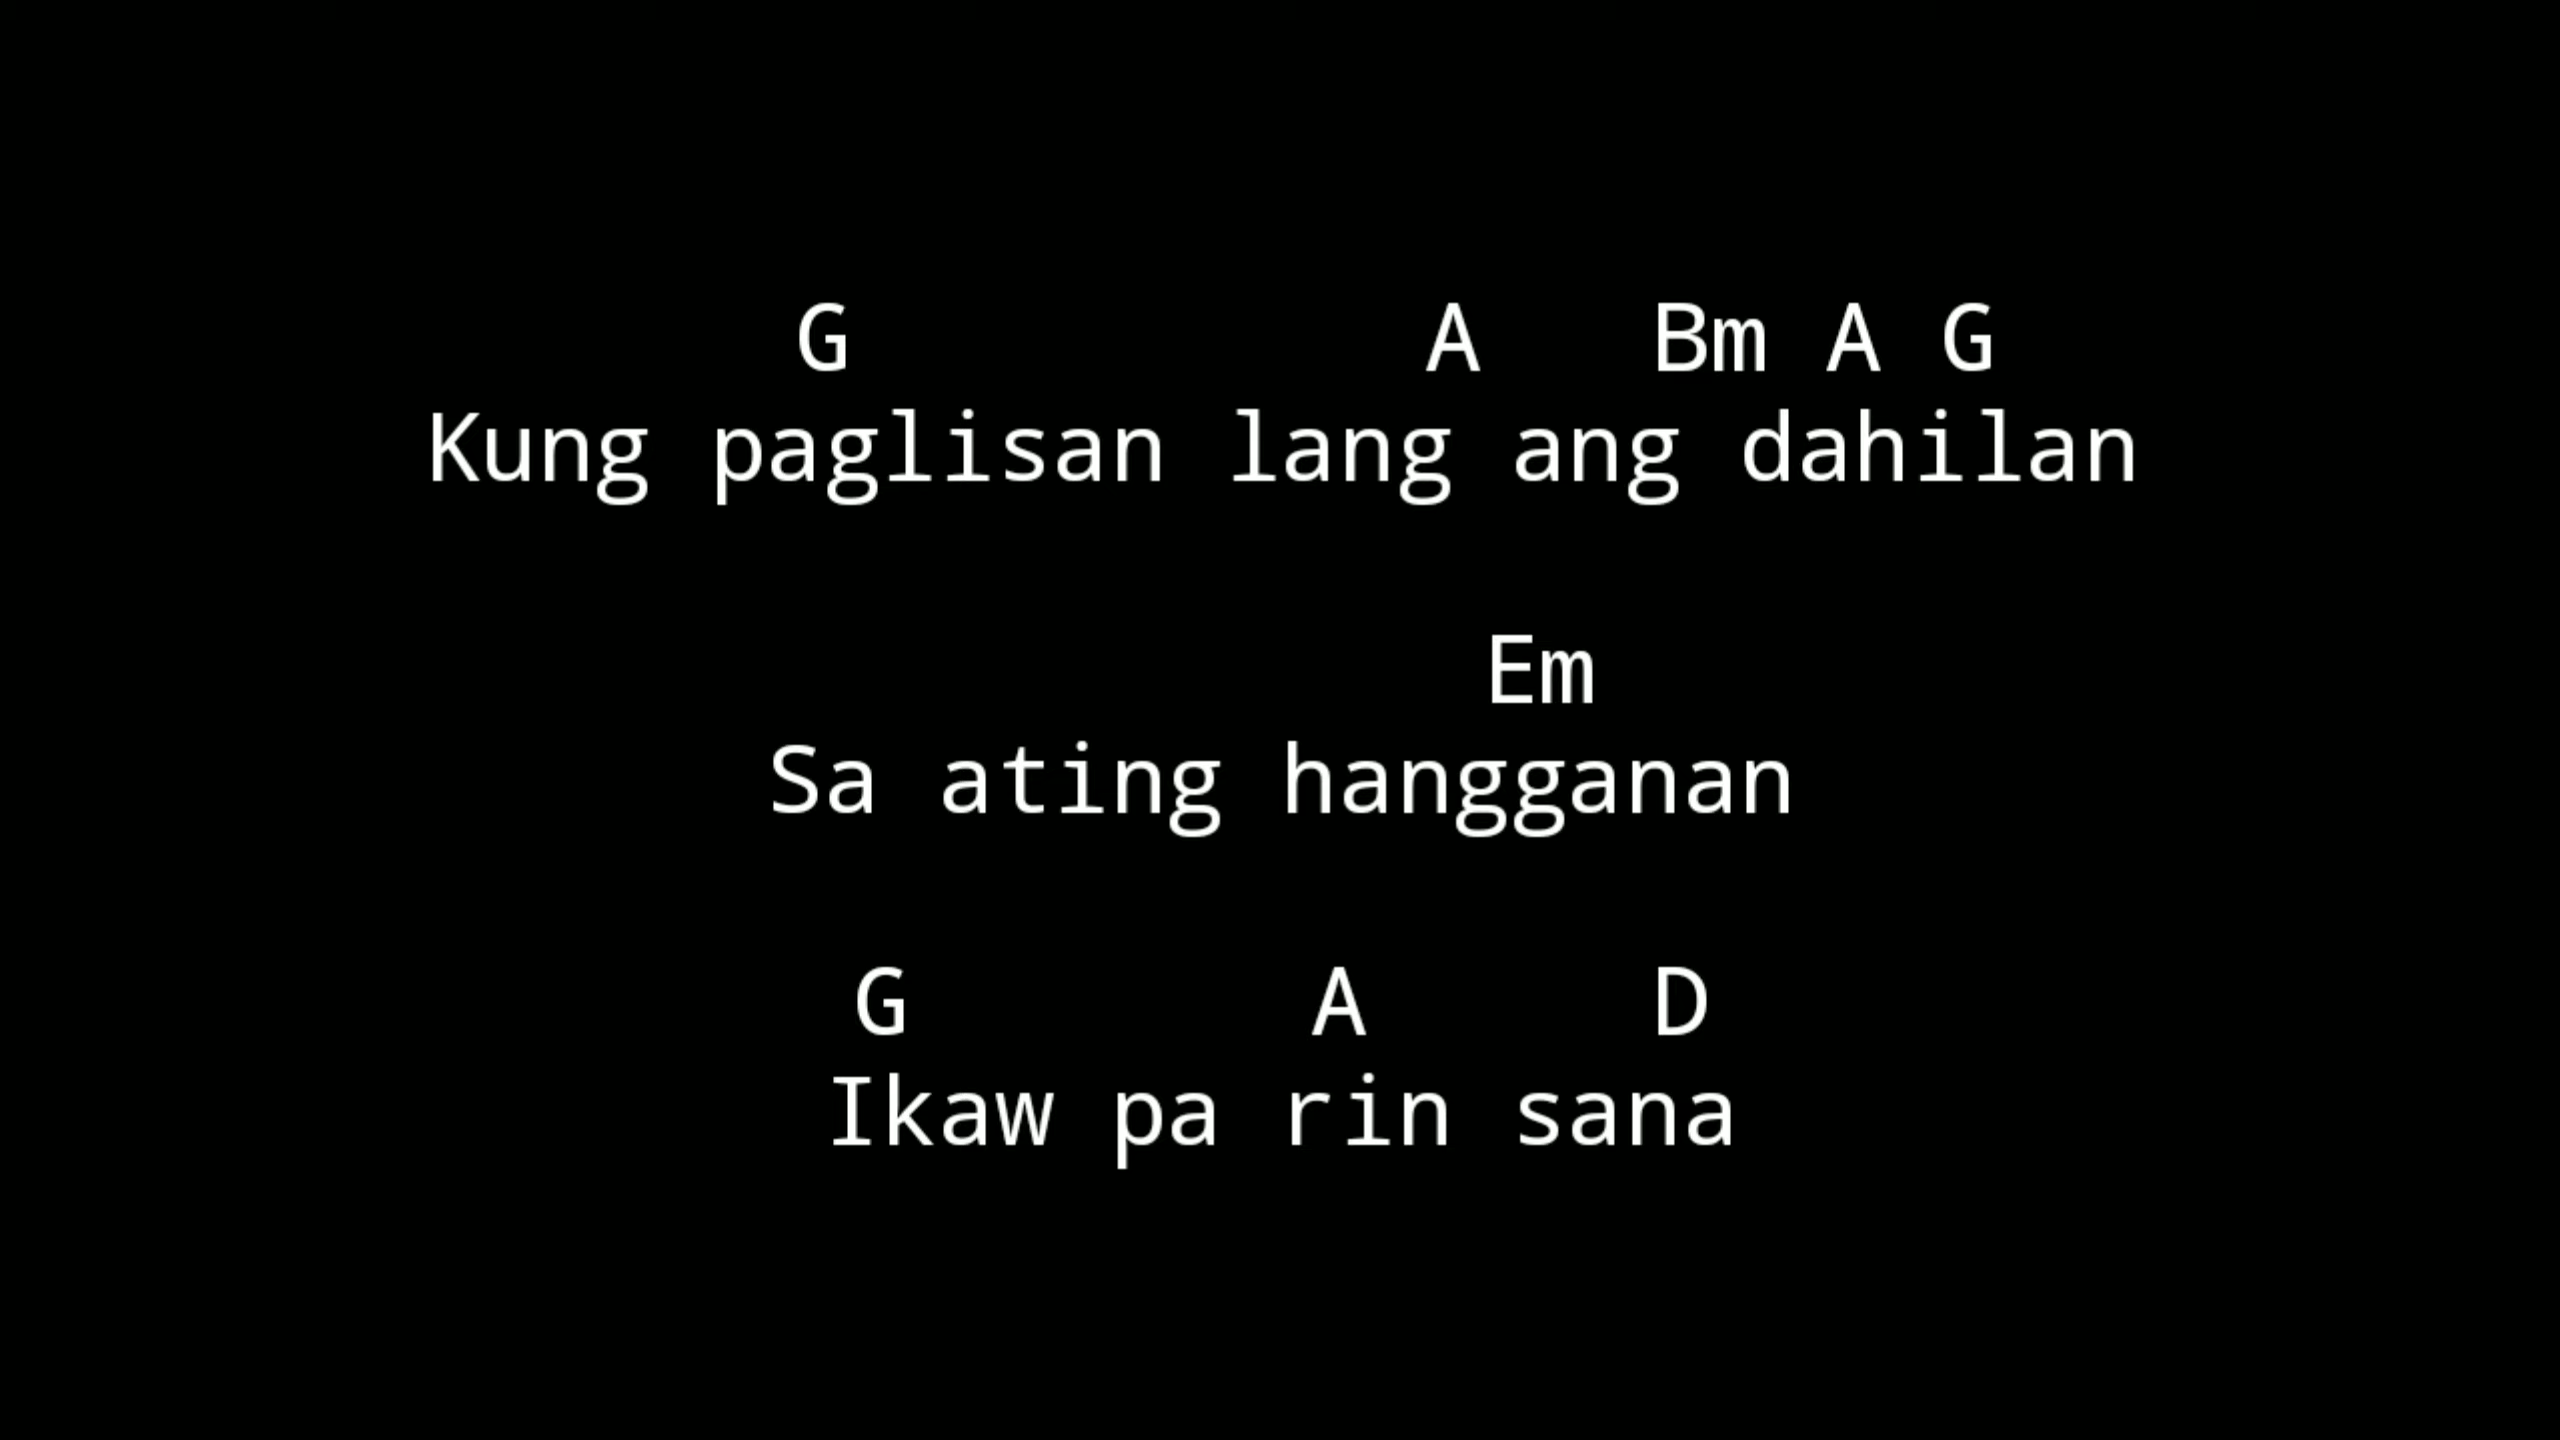 G A Bm A G
Kung paglisan lang ang dahilan
Em
Sa ating hangganan
G A D
Ikaw pa rin sana